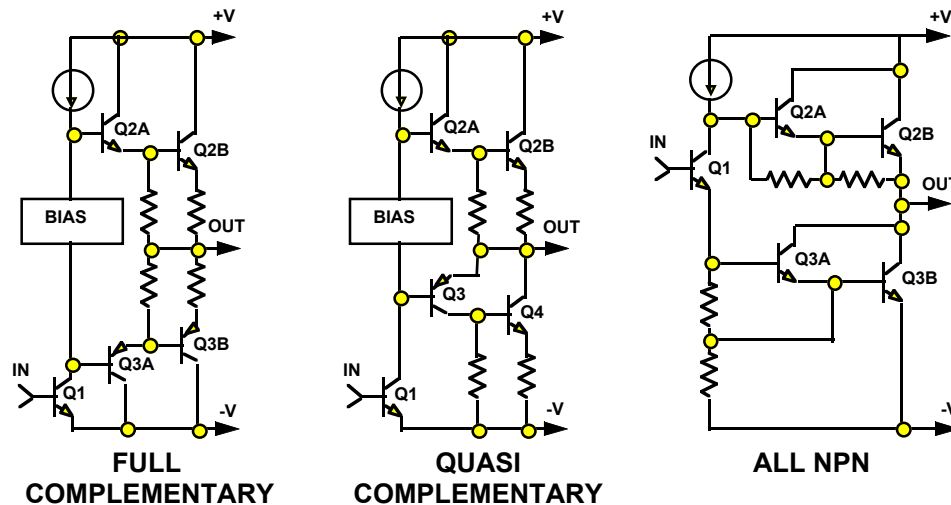 +V
Q2A
Q2B
BIAS
OUT
Q3A
Q3B
IN
Q1
-V
FULL
COMPLEMENTARY
+V
Q2A
Q2B
BIAS
OUT
Q3
Q4
IN
Q1
-V
QUASI
COMPLEMENTARY
+V
Q2A
Q2B
IN
Q1
OUT
Q3A
Q3B
-V
ALL NPN